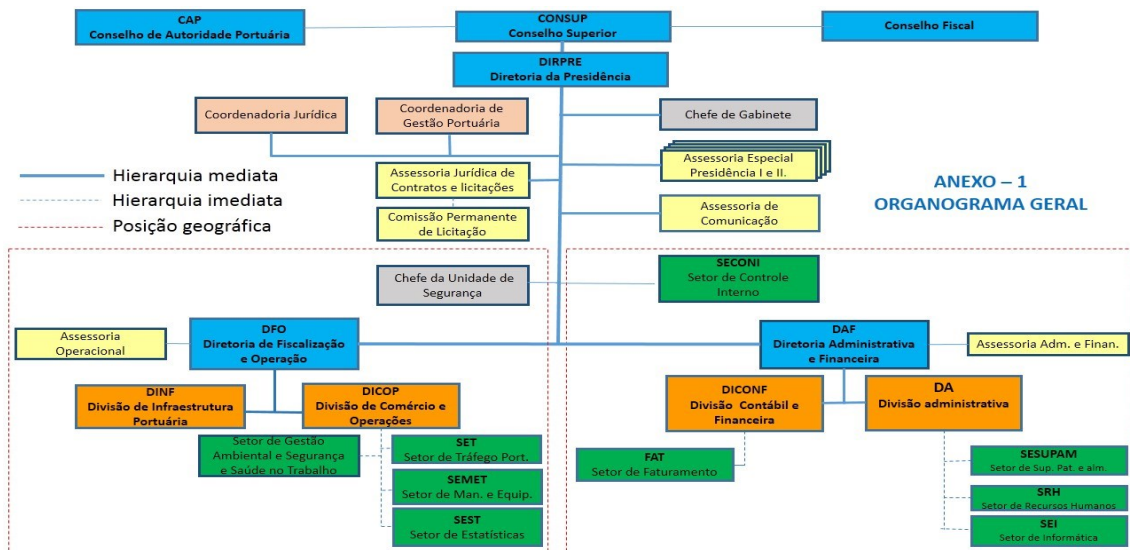 CAP
Conselho de Autoridade Portuária
CONSUP
Conselho Superior
Conselho Fiscal
DIRPRE
Diretoria da Presidência
Coordenadoria Jurídica
Coordenadoria de
Gestão Portuária
Chefe de Gabinete
Hierarquia mediata
Hierarquia imediata
Posição geográfica
Assessoria Jurídica de
Contratos e licitações
Assessoria Especial
Presidência I e II.
ANEXO – 1
ORGANOGRAMA GERAL
Comissão Permanente
de Licitação
Assessoria de
Comunicação
Chefe da Unidade de
Segurança
SECONI
Setor de Controle
Interno
Assessoria
Operacional
DFO
Diretoria de Fiscalização
e Operação
DAF
Diretoria Administrativa
e Financeira
Assessoria Adm. e Finan.
DINF
Divisão de Infraestrutura
Portuária
DICOP
Divisão de Comércio e
Operações
DICONF
Divisão Contábil e
Financeira
DA
Divisão administrativa
Setor de Gestão
Ambiental e Segurança
e Saúde no Trabalho
SET
Setor de Tráfego Port.
SEMET
Setor de Man. e Equip.
SEST
Setor de Estatísticas
FAT
Setor de Faturamento
SESUPAM
Setor de Sup. Pat. e alm.
SRH
Setor de Recursos Humanos
SEI
Setor de Informática